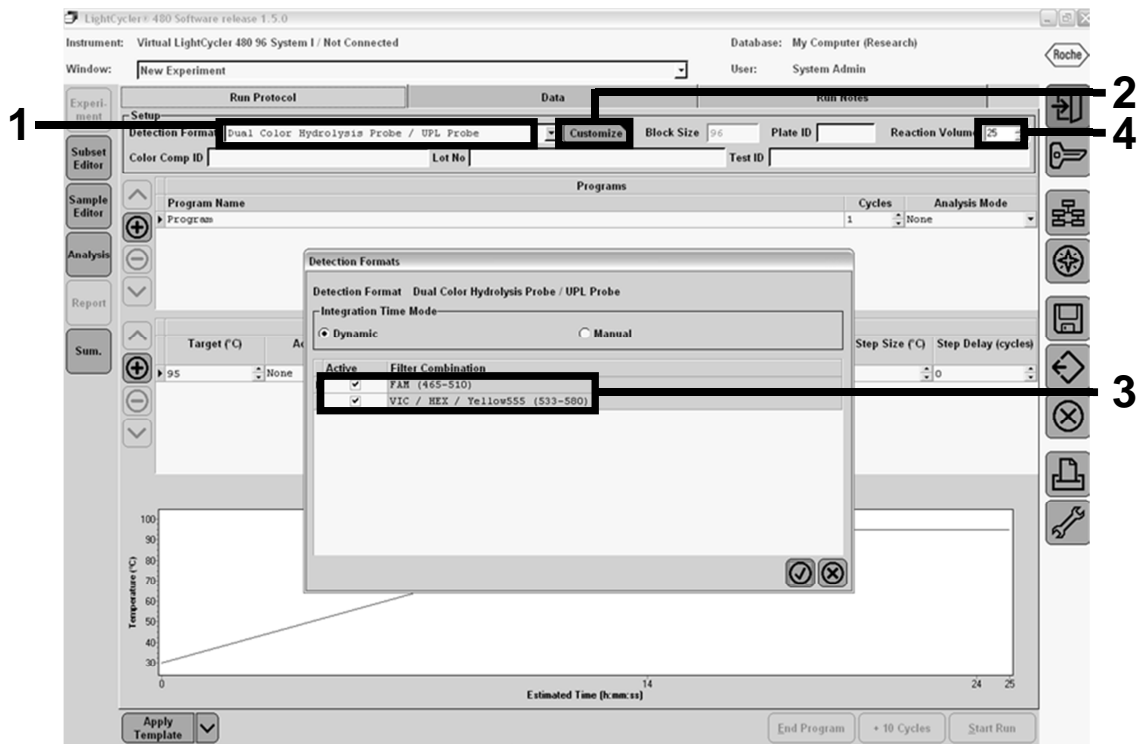 LightCycler® 480 Software release 1.5.0
Instrument: Virtual LightCycler 480 96 System I / Not Connected
Database: My Computer (Research)
Window: New Experiment
User: System Admin
Roche
Experi-
ment
Subset
Editor
Sample
Editor
Analysis
Report
Sum.
Run Protocol
Data
Run Notes
Setup
Detection Format Dual Color Hydrolysis Probe / UPL Probe Customize Block Size 96 Plate ID Reaction Volume 25
Color Comp ID Lot No Test ID
1
2
4
Programs
Program Name Cycles Analysis Mode
Program 1 None
Target (°C) Step Size (°C) Step Delay (cycles)
95 None 0
Detection Formats
Detection Format Dual Color Hydrolysis Probe / UPL Probe
Integration Time Mode
Dynamic Manual
Active Filter Combination
FAM (465-510)
VIC / HEX / Yellow555 (533-580)
3
Temperature (°C)
100
90
80
70
60
50
40
30
0 14 24 25
Estimated Time (h:mm:ss)
Apply
Template
End Program
+ 10 Cycles
Start Run